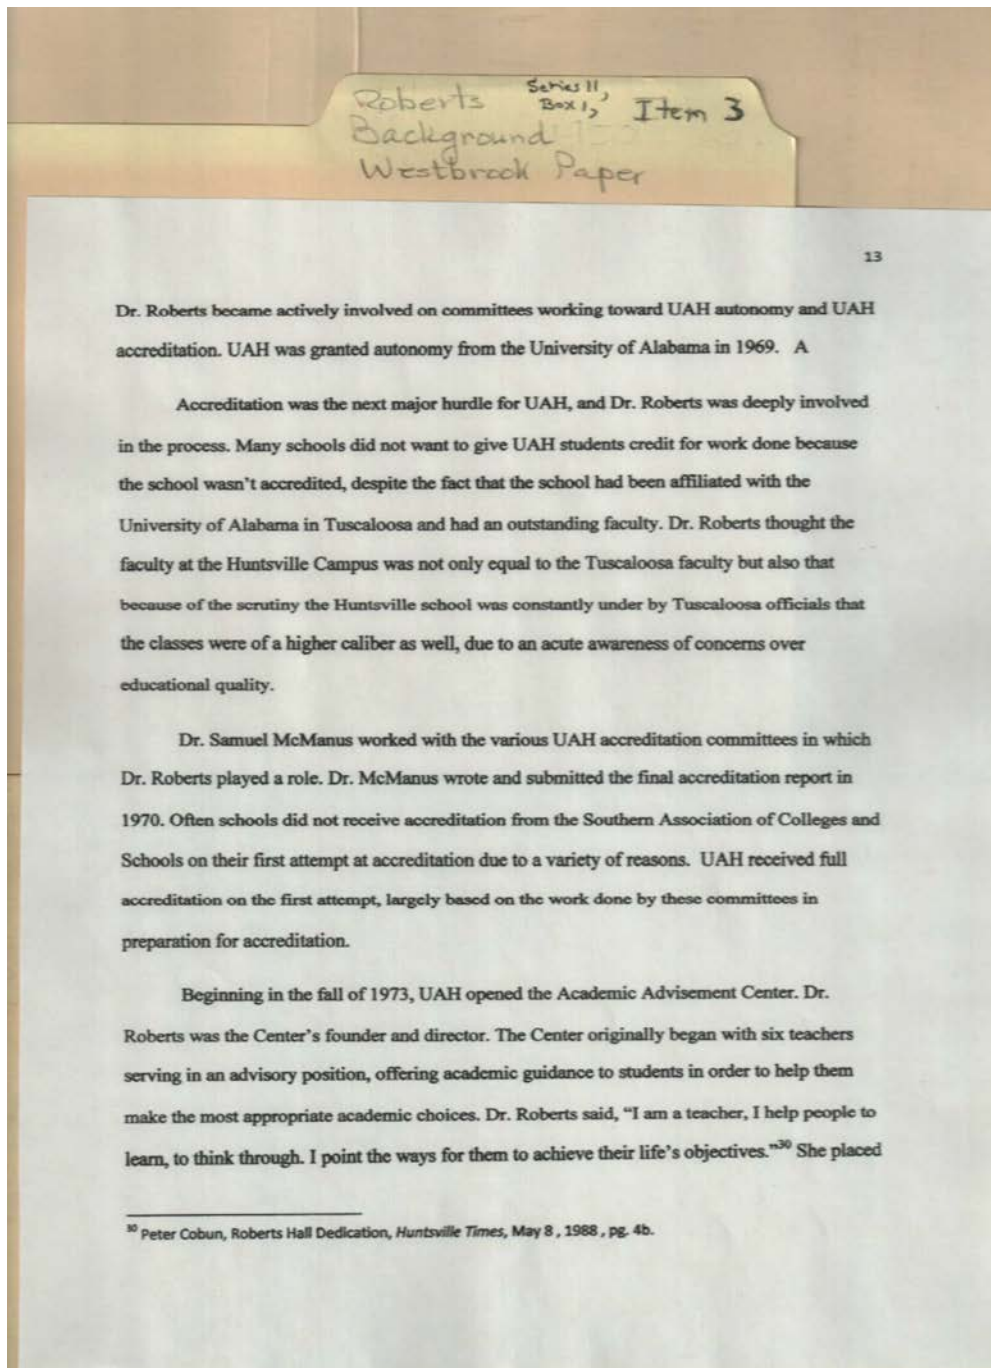 Roberts Series 11, Box 1, Item 3
Background
Westbrook Paper
13
Dr. Roberts became actively involved on committees working toward UAH autonomy and UAH
accreditation. UAH was granted autonomy from the University of Alabama in 1969. A
Accreditation was the next major hurdle for UAH, and Dr. Roberts was deeply involved
in the process. Many schools did not want to give UAH students credit for work done because
the school wasn't accredited, despite the fact that the school had been affiliated with the
University of Alabama in Tuscaloosa and had an outstanding faculty. Dr. Roberts thought the
faculty at the Huntsville Campus was not only equal to the Tuscaloosa faculty but also that
because of the scrutiny the Huntsville school was constantly under by Tuscaloosa officials that
the classes were of a higher caliber as well, due to an acute awareness of concerns over
educational quality.
Dr. Samuel McManus worked with the various UAH accreditation committees in which
Dr. Roberts played a role. Dr. McManus wrote and submitted the final accreditation report in
1970. Often schools did not receive accreditation from the Southern Association of Colleges and
Schools on their first attempt at accreditation due to a variety of reasons. UAH received full
accreditation on the first attempt, largely based on the work done by these committees in
preparation for accreditation.
Beginning in the fall of 1973, UAH opened the Academic Advisement Center. Dr.
Roberts was the Center's founder and director. The Center originally began with six teachers
serving in an advisory position, offering academic guidance to students in order to help them
make the most appropriate academic choices. Dr. Roberts said, "I am a teacher, I help people to
learn, to think through. I point the ways for them to achieve their life's objectives."30 She placed
30 Peter Cobun, Roberts Hall Dedication, Huntsville Times, May 8 , 1988 , pg. 4b.